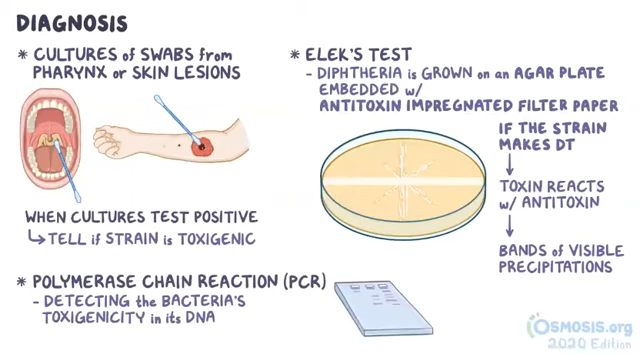 DIAGNOSIS
* CULTURES of SWABS from
PHARYNX or SKIN LESIONS
WHEN CULTURES TEST POSITIVE
↳ TELL if STRAIN is TOXIGENIC
* POLYMERASE CHAIN REACTION (PCR)
- DETECTING the BACTERIA'S
TOXIGENICITY in its DNA
* ELEK'S TEST
- DIPHTHERIA is GROWN on an AGAR PLATE
EMBEDDED w/
ANTITOXIN IMPREGNATED FILTER PAPER
IF THE STRAIN
MAKES DT
TOXIN REACTS
w/ ANTITOXIN
BANDS of VISIBLE
PRECIPITATIONS
OSMOSIS.org
2020 Edition